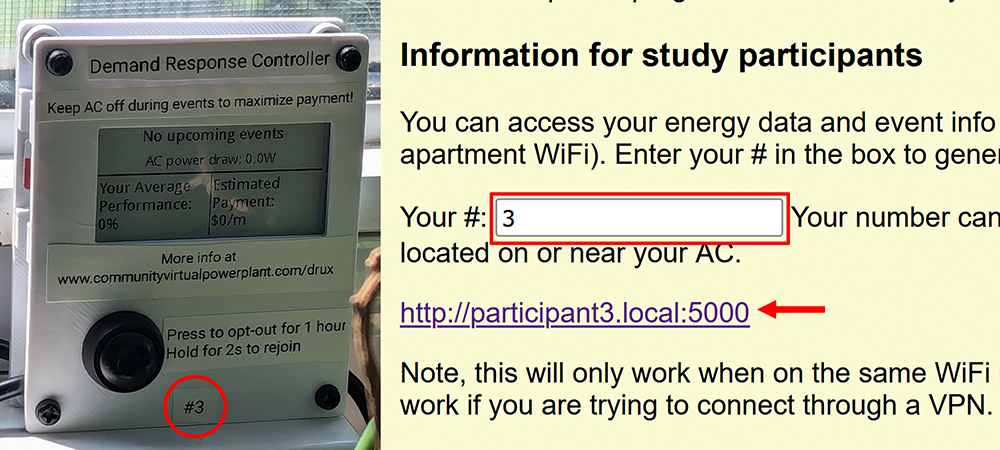 Demand Response Controller
Keep AC off during events to maximize payment!
No upcoming events
AC power draw: 0.0W
Your Average
Performance:
0%
Estimated
Payment:
$0/m
More info at
www.communityvirtualpowerplant.com/drux
Press to opt-out for 1 hour
Hold for 2s to rejoin
#3
Information for study participants
You can access your energy data and event info
apartment WiFi). Enter your # in the box to gener
Your #: 3 Your number can
located on or near your AC.
http://participant3.local:5000
Note, this will only work when on the same WiFi
work if you are trying to connect through a VPN.